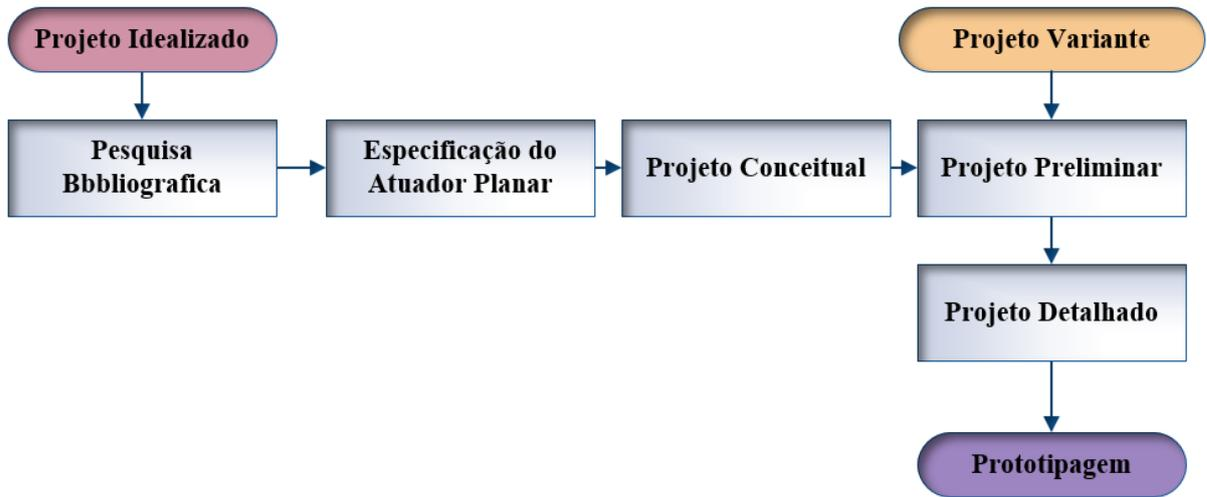 Projeto Idealizado
Projeto Variante
Pesquisa
Bbbliografica
Especificação do
Atuador Planar
Projeto Conceitual
Projeto Preliminar
Projeto Detalhado
Prototipagem